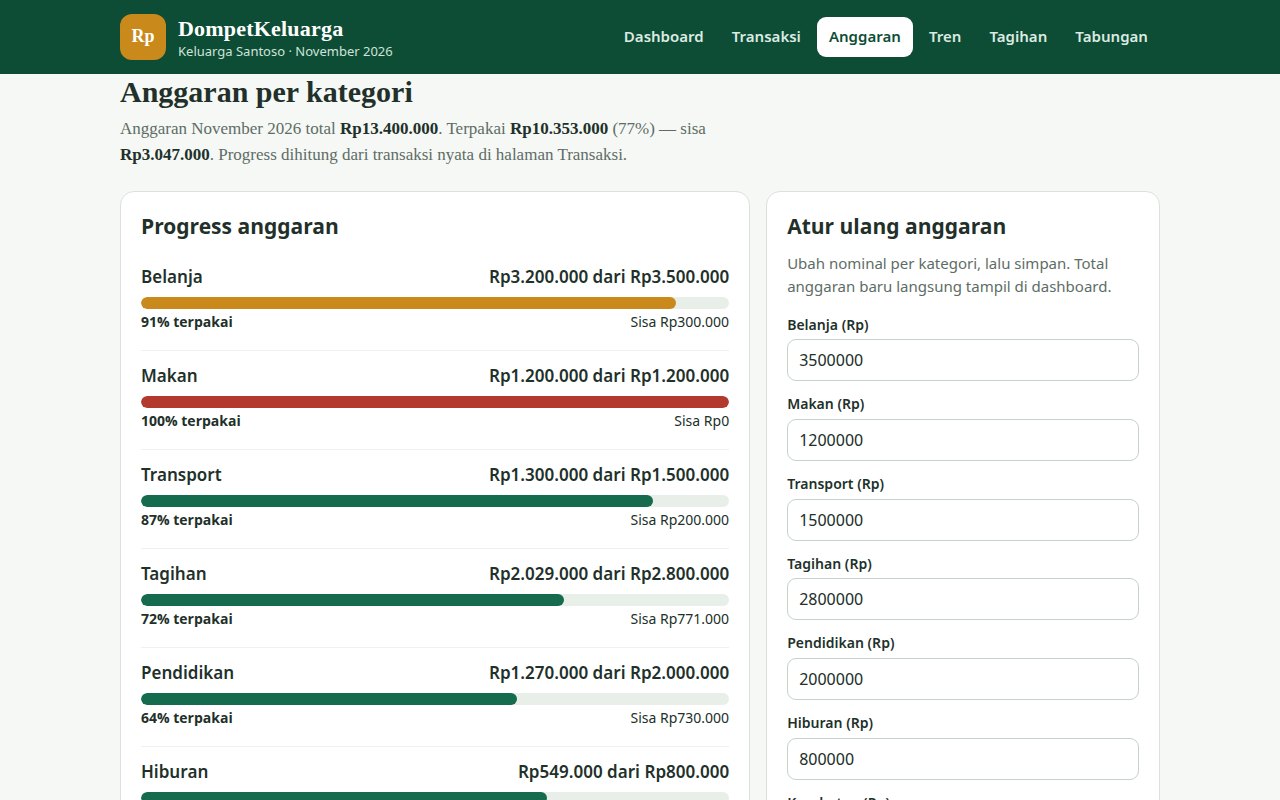 Rp
DompetKeluarga
Keluarga Santoso · November 2026
Dashboard
Transaksi
Anggaran
Tren
Tagihan
Tabungan
Anggaran per kategori
Anggaran November 2026 total Rp13.400.000. Terpakai Rp10.353.000 (77%) — sisa
Rp3.047.000. Progress dihitung dari transaksi nyata di halaman Transaksi.
Progress anggaran
Belanja
Rp3.200.000 dari Rp3.500.000
91% terpakai
Sisa Rp300.000
Makan
Rp1.200.000 dari Rp1.200.000
100% terpakai
Sisa Rp0
Transport
Rp1.300.000 dari Rp1.500.000
87% terpakai
Sisa Rp200.000
Tagihan
Rp2.029.000 dari Rp2.800.000
72% terpakai
Sisa Rp771.000
Pendidikan
Rp1.270.000 dari Rp2.000.000
64% terpakai
Sisa Rp730.000
Hiburan
Rp549.000 dari Rp800.000
Atur ulang anggaran
Ubah nominal per kategori, lalu simpan. Total
anggaran baru langsung tampil di dashboard.
Belanja (Rp)
3500000
Makan (Rp)
1200000
Transport (Rp)
1500000
Tagihan (Rp)
2800000
Pendidikan (Rp)
2000000
Hiburan (Rp)
800000